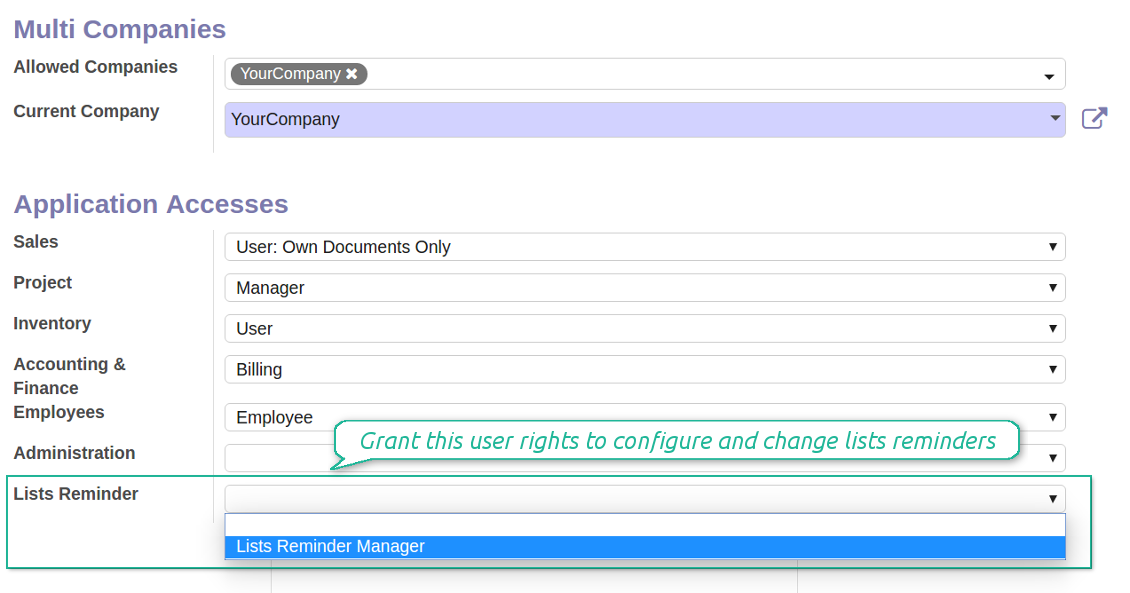 Multi Companies
Allowed Companies
YourCompany ✖
Current Company
YourCompany
Application Accesses
Sales
User: Own Documents Only
Project
Manager
Inventory
User
Accounting &
Finance
Billing
Employees
Employee
Grant this user rights to configure and change lists reminders
Administration
Lists Reminder
Lists Reminder Manager